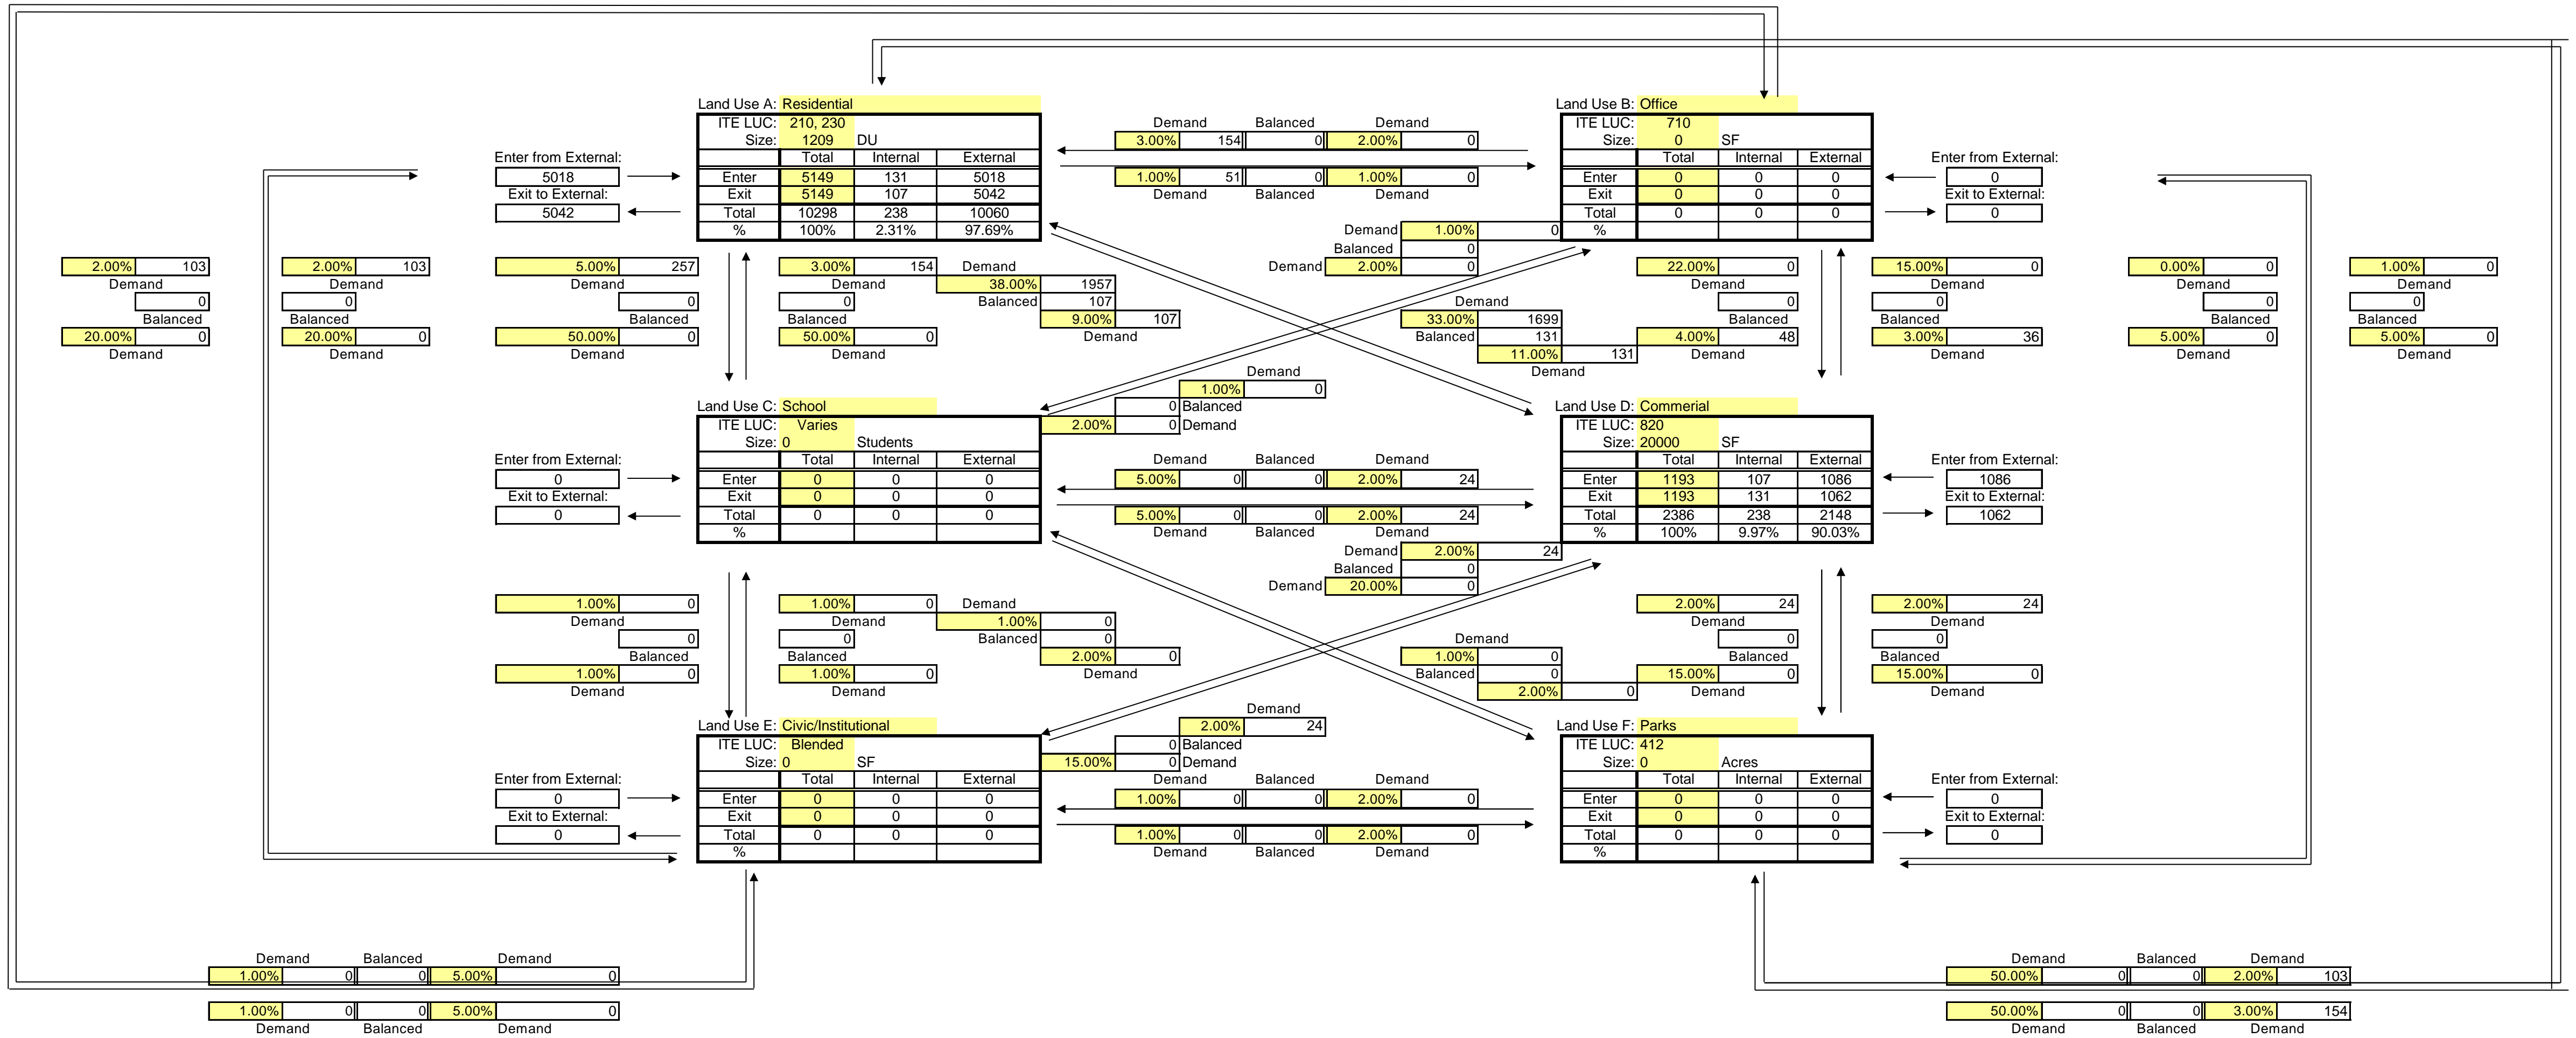 Land Use A: Residential Land Use B: Office
ITE LUC: 210, 230 Demand Balanced Demand ITE LUC: 710
Size: 1209 DU 3.00% 154 0 2.00% 0 Size: 0 SF
Enter from External: Total Internal External Total Internal External Enter from External:
5018 Enter 5149 131 5018 1.00% 51 0 1.00% 0 Enter 0 0 0 0
Exit to External: Exit 5149 107 5042 Demand Balanced Demand Exit 0 0 0 Exit to External:
5042 Total 10298 238 10060 Total 0 0 0 0
% 100% 2.31% 97.69% Demand 1.00% 0 %
Balanced 0
Demand 2.00% 0
2.00% 103 2.00% 103 5.00% 257 3.00% 154 Demand 22.00% 0 15.00% 0 0.00% 0 1.00% 0
Demand Demand Demand Demand 38.00% 1957 Demand Demand Demand Demand
0 0 0 0 Balanced 107 Demand 0 0 0 0
Balanced Balanced Balanced Balanced 9.00% 107 33.00% 1699 Balanced Balanced Balanced Balanced
20.00% 0 20.00% 0 50.00% 0 50.00% 0 Demand Balanced 131 4.00% 48 3.00% 36 5.00% 0 5.00% 0
Demand Demand Demand Demand 11.00% 131 Demand Demand Demand Demand
Demand
Demand
1.00% 0
Land Use C: School 0 Balanced Land Use D: Commerial
ITE LUC: Varies 2.00% 0 Demand ITE LUC: 820
Size: 0 Students Size: 20000 SF
Enter from External: Total Internal External Demand Balanced Demand Total Internal External Enter from External:
0 Enter 0 0 0 5.00% 0 0 2.00% 24 Enter 1193 107 1086 1086
Exit to External: Exit 0 0 0 Exit 1193 131 1062 Exit to External:
0 Total 0 0 0 5.00% 0 0 2.00% 24 Total 2386 238 2148 1062
% Demand Balanced Demand % 100% 9.97% 90.03%
Demand 2.00% 24
Balanced 0
Demand 20.00% 0
1.00% 0 1.00% 0 Demand 2.00% 24 2.00% 24
Demand Demand 1.00% 0 Demand Demand
0 0 Balanced 0 Demand 0 0
Balanced Balanced 2.00% 0 1.00% 0 Balanced Balanced
1.00% 0 1.00% 0 Demand Balanced 0 15.00% 0 15.00% 0
Demand Demand 2.00% 0 Demand Demand
Demand
Land Use E: Civic/Institutional 2.00% 24 Land Use F: Parks
ITE LUC: Blended 0 Balanced ITE LUC: 412
Size: 0 SF 15.00% 0 Demand Size: 0 Acres
Enter from External: Total Internal External Demand Balanced Demand Total Internal External Enter from External:
0 Enter 0 0 0 1.00% 0 0 2.00% 0 Enter 0 0 0 0
Exit to External: Exit 0 0 0 Exit 0 0 0 Exit to External:
0 Total 0 0 0 1.00% 0 0 2.00% 0 Total 0 0 0 0
% Demand Balanced Demand %
Demand Balanced Demand Demand Balanced Demand
1.00% 0 0 5.00% 0 50.00% 0 0 2.00% 103
1.00% 0 0 5.00% 0 50.00% 0 0 3.00% 154
Demand Balanced Demand Demand Balanced Demand